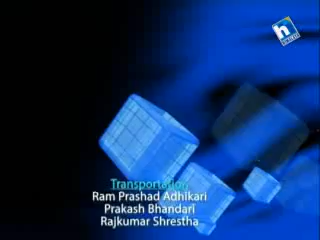 h
Transportation
Ram Prashad Adhikari
Prakash Bhandari
Rajkumar Shrestha